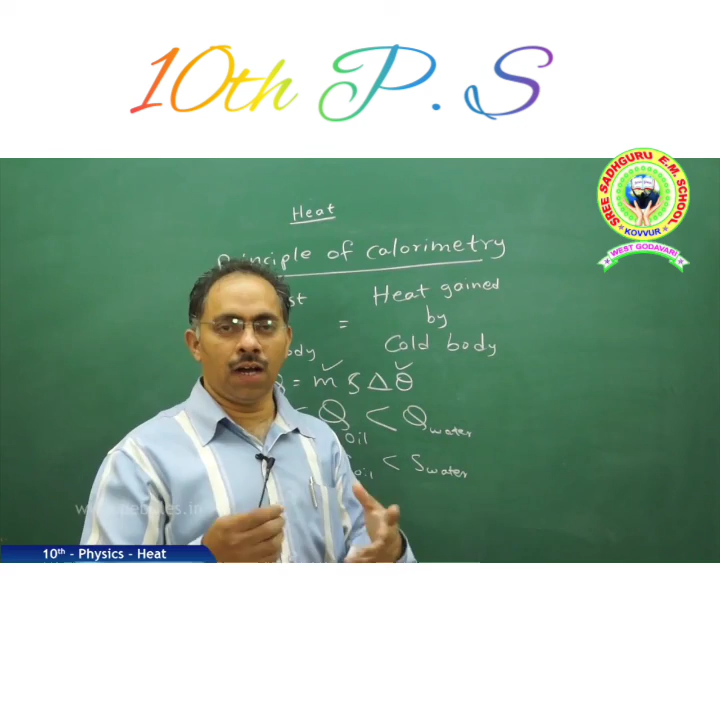 10th P.S
SREE SADHGURU E.M. SCHOOL
KOVVUR
WEST GODAVARI
Heat
Principle of calorimetry
Heat gained
=
by
Cold body
= m S Δθ
< Q oil < Q water
oil < S water
10th - Physics - Heat